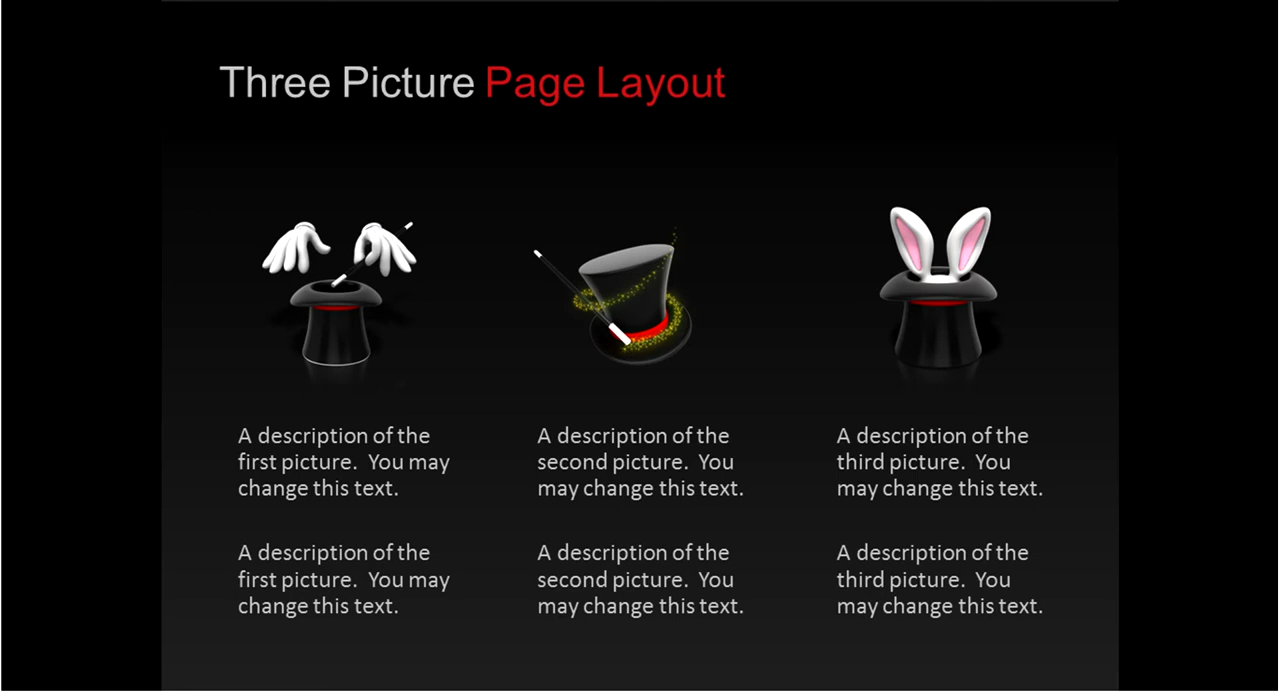 Three Picture Page Layout
A description of the
first picture.  You may
change this text.
A description of the
first picture.  You may
change this text.
A description of the
second picture.  You
may change this text.
A description of the
second picture.  You
may change this text.
A description of the
third picture.  You
may change this text.
A description of the
third picture.  You
may change this text.